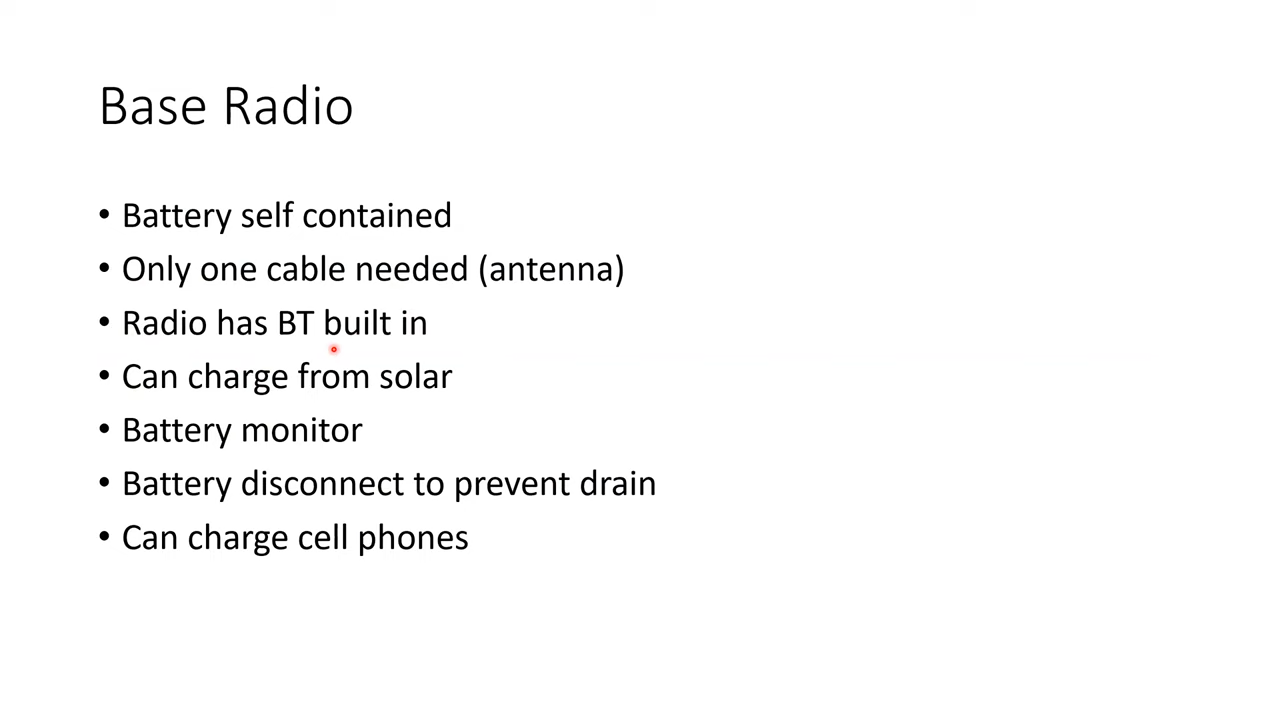 Base Radio
• Battery self contained
• Only one cable needed (antenna)
• Radio has BT built in
• Can charge from solar
• Battery monitor
• Battery disconnect to prevent drain
• Can charge cell phones